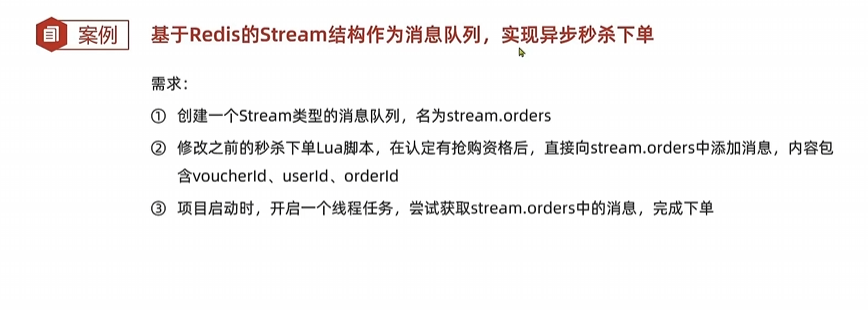 案例 基于Redis的Stream结构作为消息队列，实现异步秒杀下单
需求：
① 创建一个Stream类型的消息队列，名为stream.orders
② 修改之前的秒杀下单Lua脚本，在认定有抢购资格后，直接向stream.orders中添加消息，内容包
含voucherId、userId、orderId
③ 项目启动时，开启一个线程任务，尝试获取stream.orders中的消息，完成下单